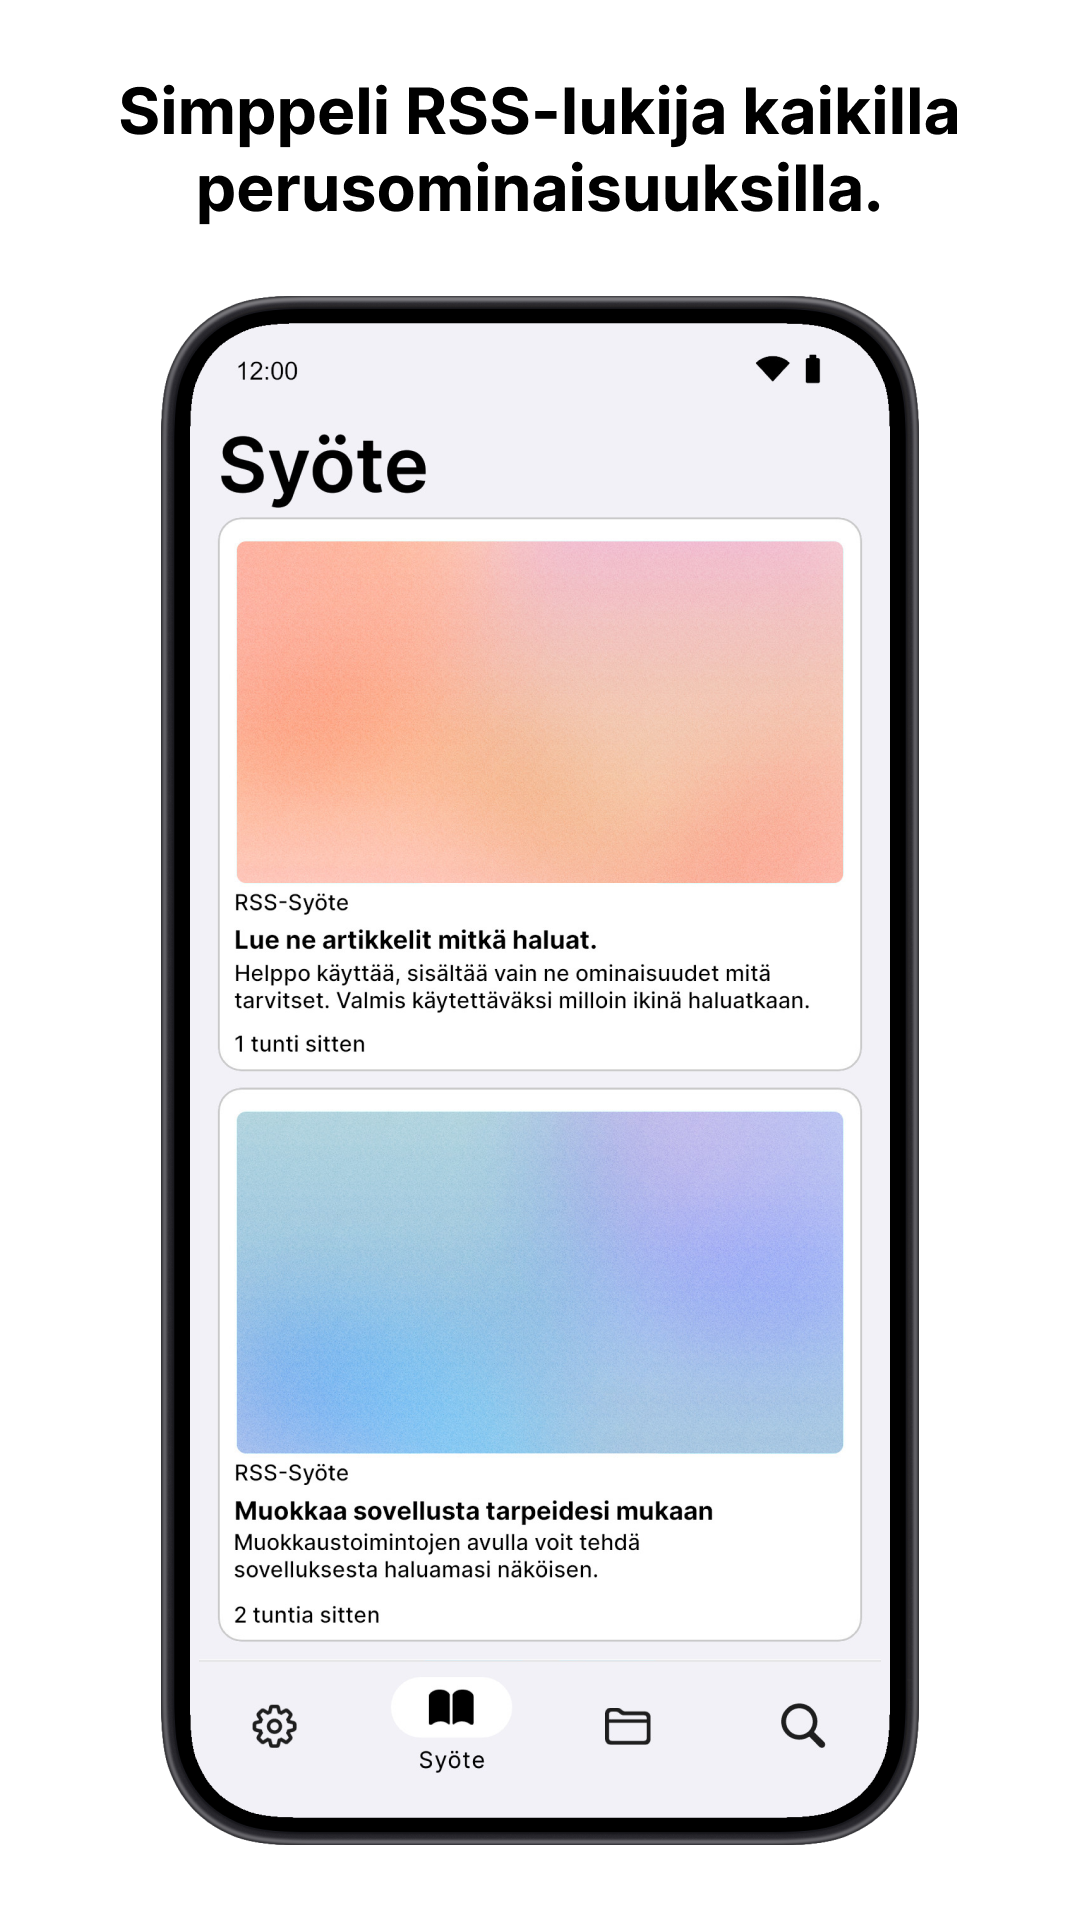 Simppeli RSS-lukija kaikilla
perusominaisuuksilla.
12:00
Syöte
RSS-Syöte
Lue ne artikkelit mitkä haluat.
Helppo käyttää, sisältää vain ne ominaisuudet mitä
tarvitset. Valmis käytettäväksi milloin ikinä haluatkaan.
1 tunti sitten
RSS-Syöte
Muokkaa sovellusta tarpeidesi mukaan
Muokkaustoimintojen avulla voit tehdä
sovelluksesta haluamasi näköisen.
2 tuntia sitten
Syöte